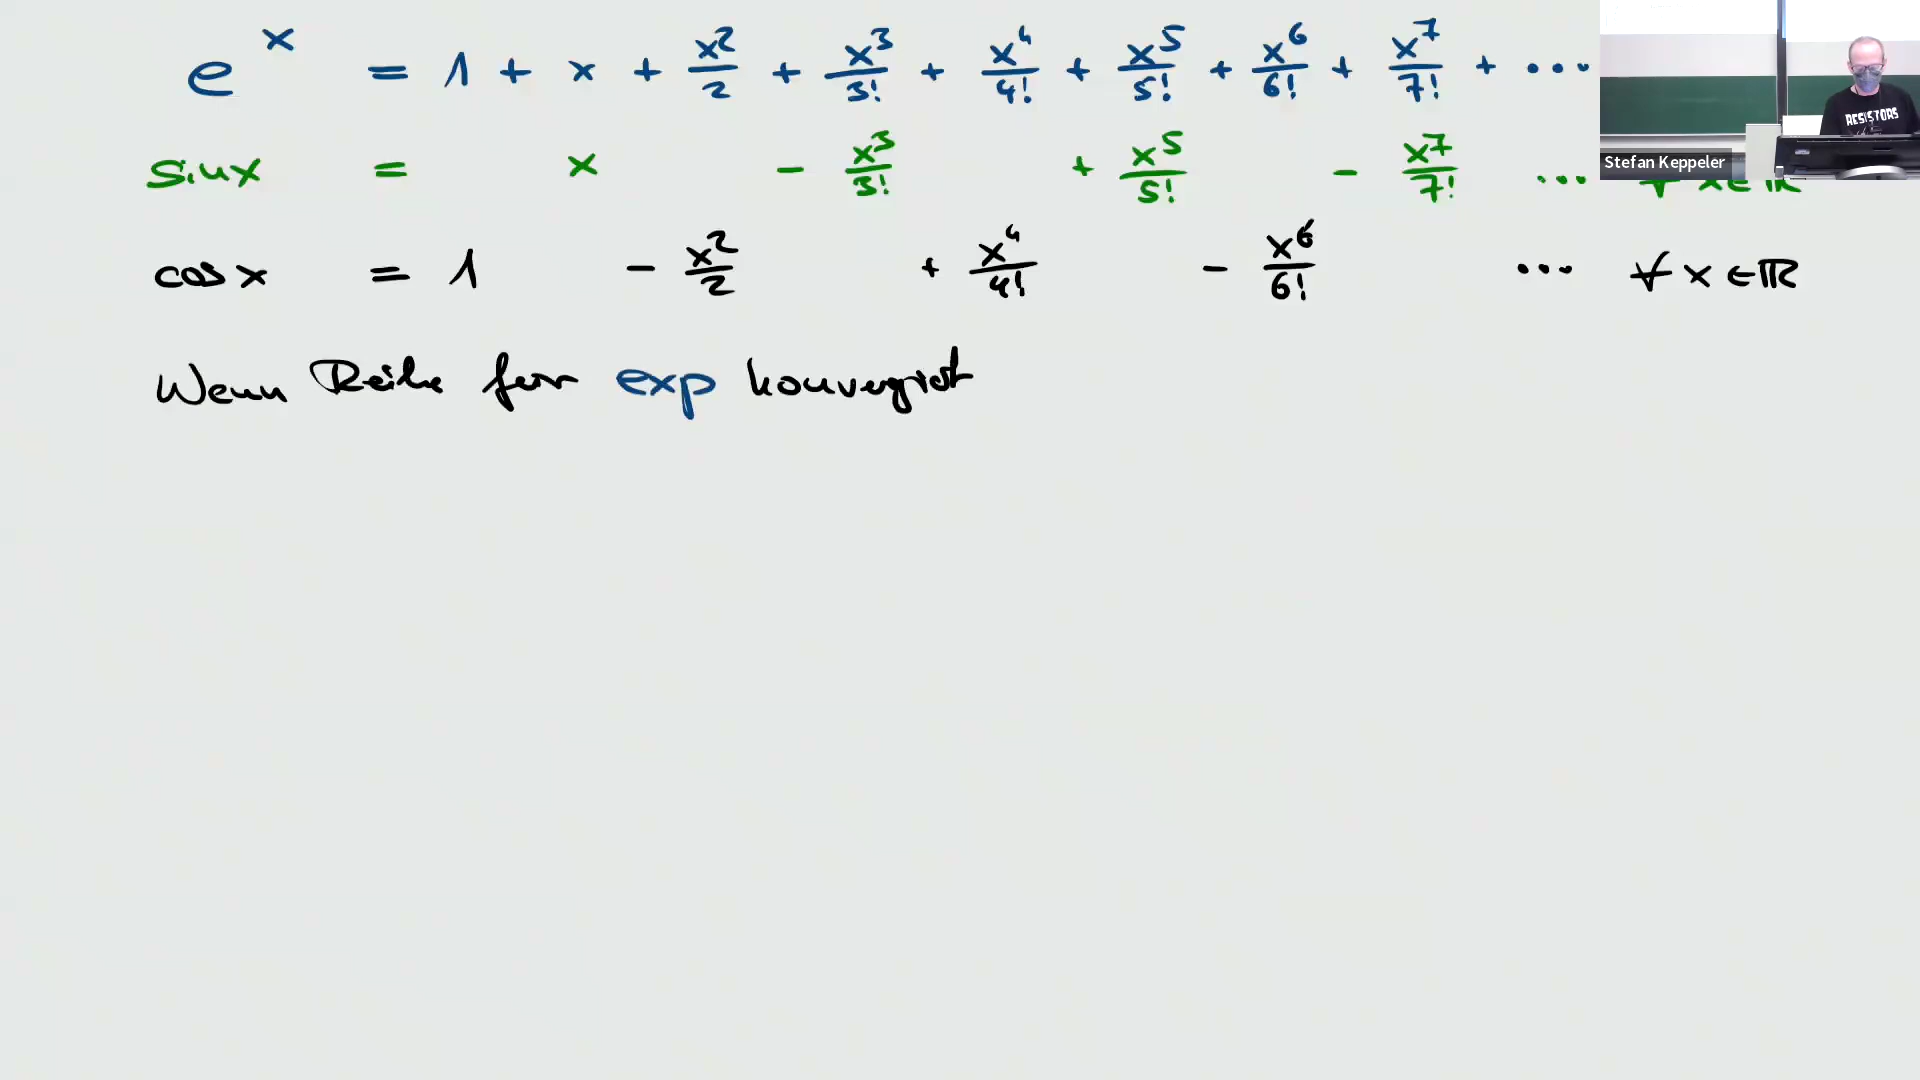 e^x = 1 + x + x²/2 + x³/3! + x⁴/4! + x⁵/5! + x⁶/6! + x⁷/7! + ...
sin x = x - x³/3! + x⁵/5! - x⁷/7! ... ∀ x ∈ ℝ
cos x = 1 - x²/2 + x⁴/4! - x⁶/6! ... ∀ x ∈ ℝ
Wenn Reihe für exp konvergiert
RESISTORS
Stefan Keppeler